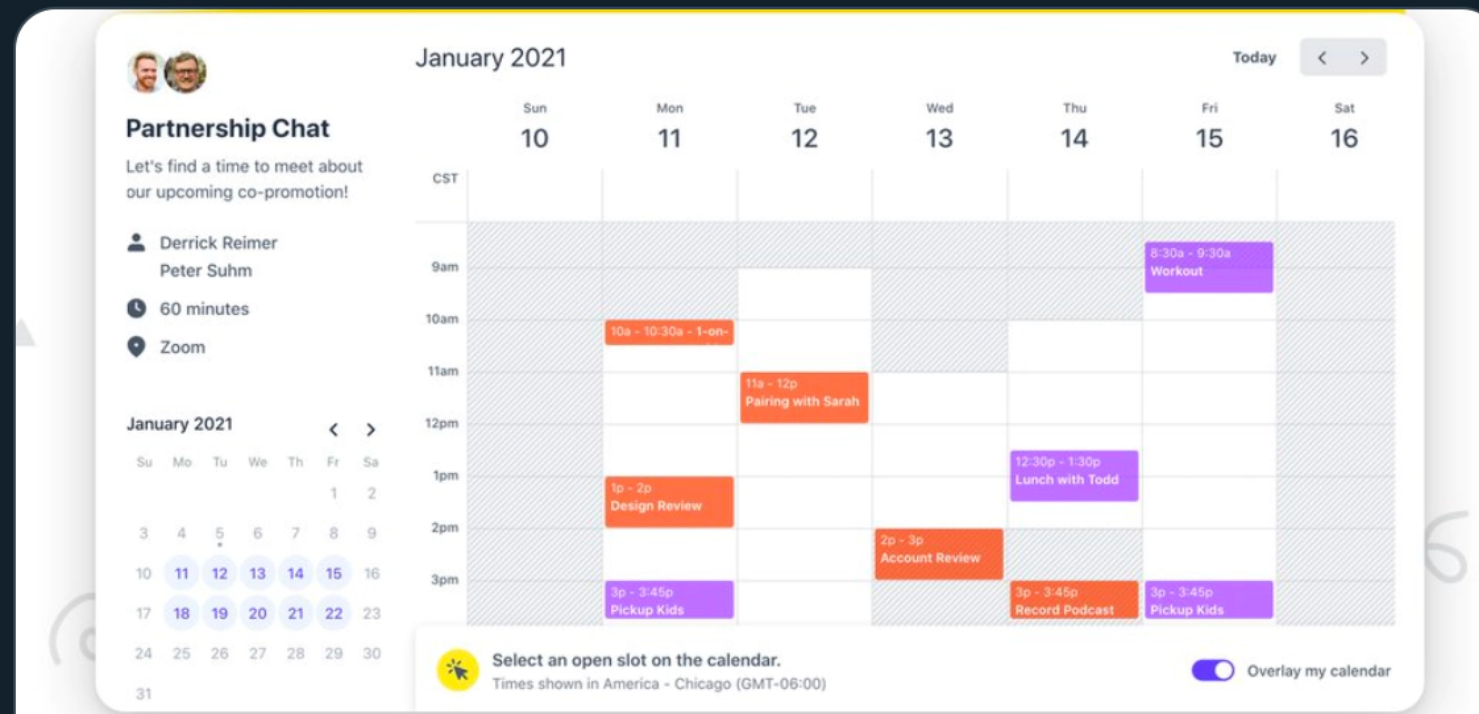 Partnership Chat
Let's find a time to meet about
our upcoming co-promotion!
Derrick Reimer
Peter Suhm
60 minutes
Zoom
January 2021
Su Mo Tu We Th Fr Sa
1 2
3 4 5 6 7 8 9
10 11 12 13 14 15 16
17 18 19 20 21 22 23
24 25 26 27 28 29 30
31
January 2021
Today
Sun Mon Tue Wed Thu Fri Sat
10 11 12 13 14 15 16
CST
8:30a - 9:30a
Workout
9am
10am
10a - 10:30a - 1-on-
11am
11a - 12p
Pairing with Sarah
12pm
12:30p - 1:30p
Lunch with Todd
1pm
1p - 2p
Design Review
2pm
2p - 3p
Account Review
3pm
3p - 3:45p
Pickup Kids
3p - 3:45p
Record Podcast
3p - 3:45p
Pickup Kids
Select an open slot on the calendar.
Times shown in America - Chicago (GMT-06:00)
Overlay my calendar